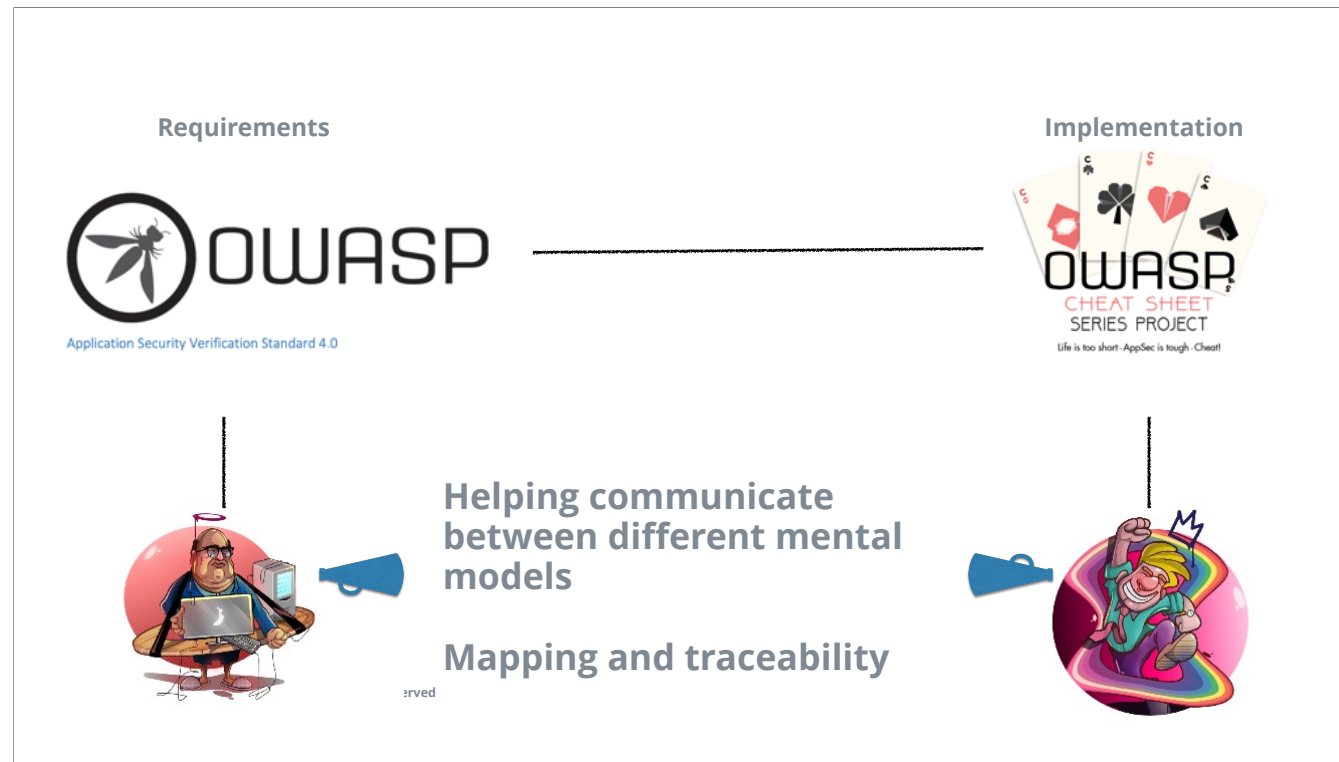 Requirements
Implementation
OWASP
Application Security Verification Standard 4.0
C
C
C
C
OWASP
S
CHEAT SHEET
SERIES PROJECT
Life is too short - AppSec is tough - Cheat!
Helping communicate
between different mental
models
Mapping and traceability
erved